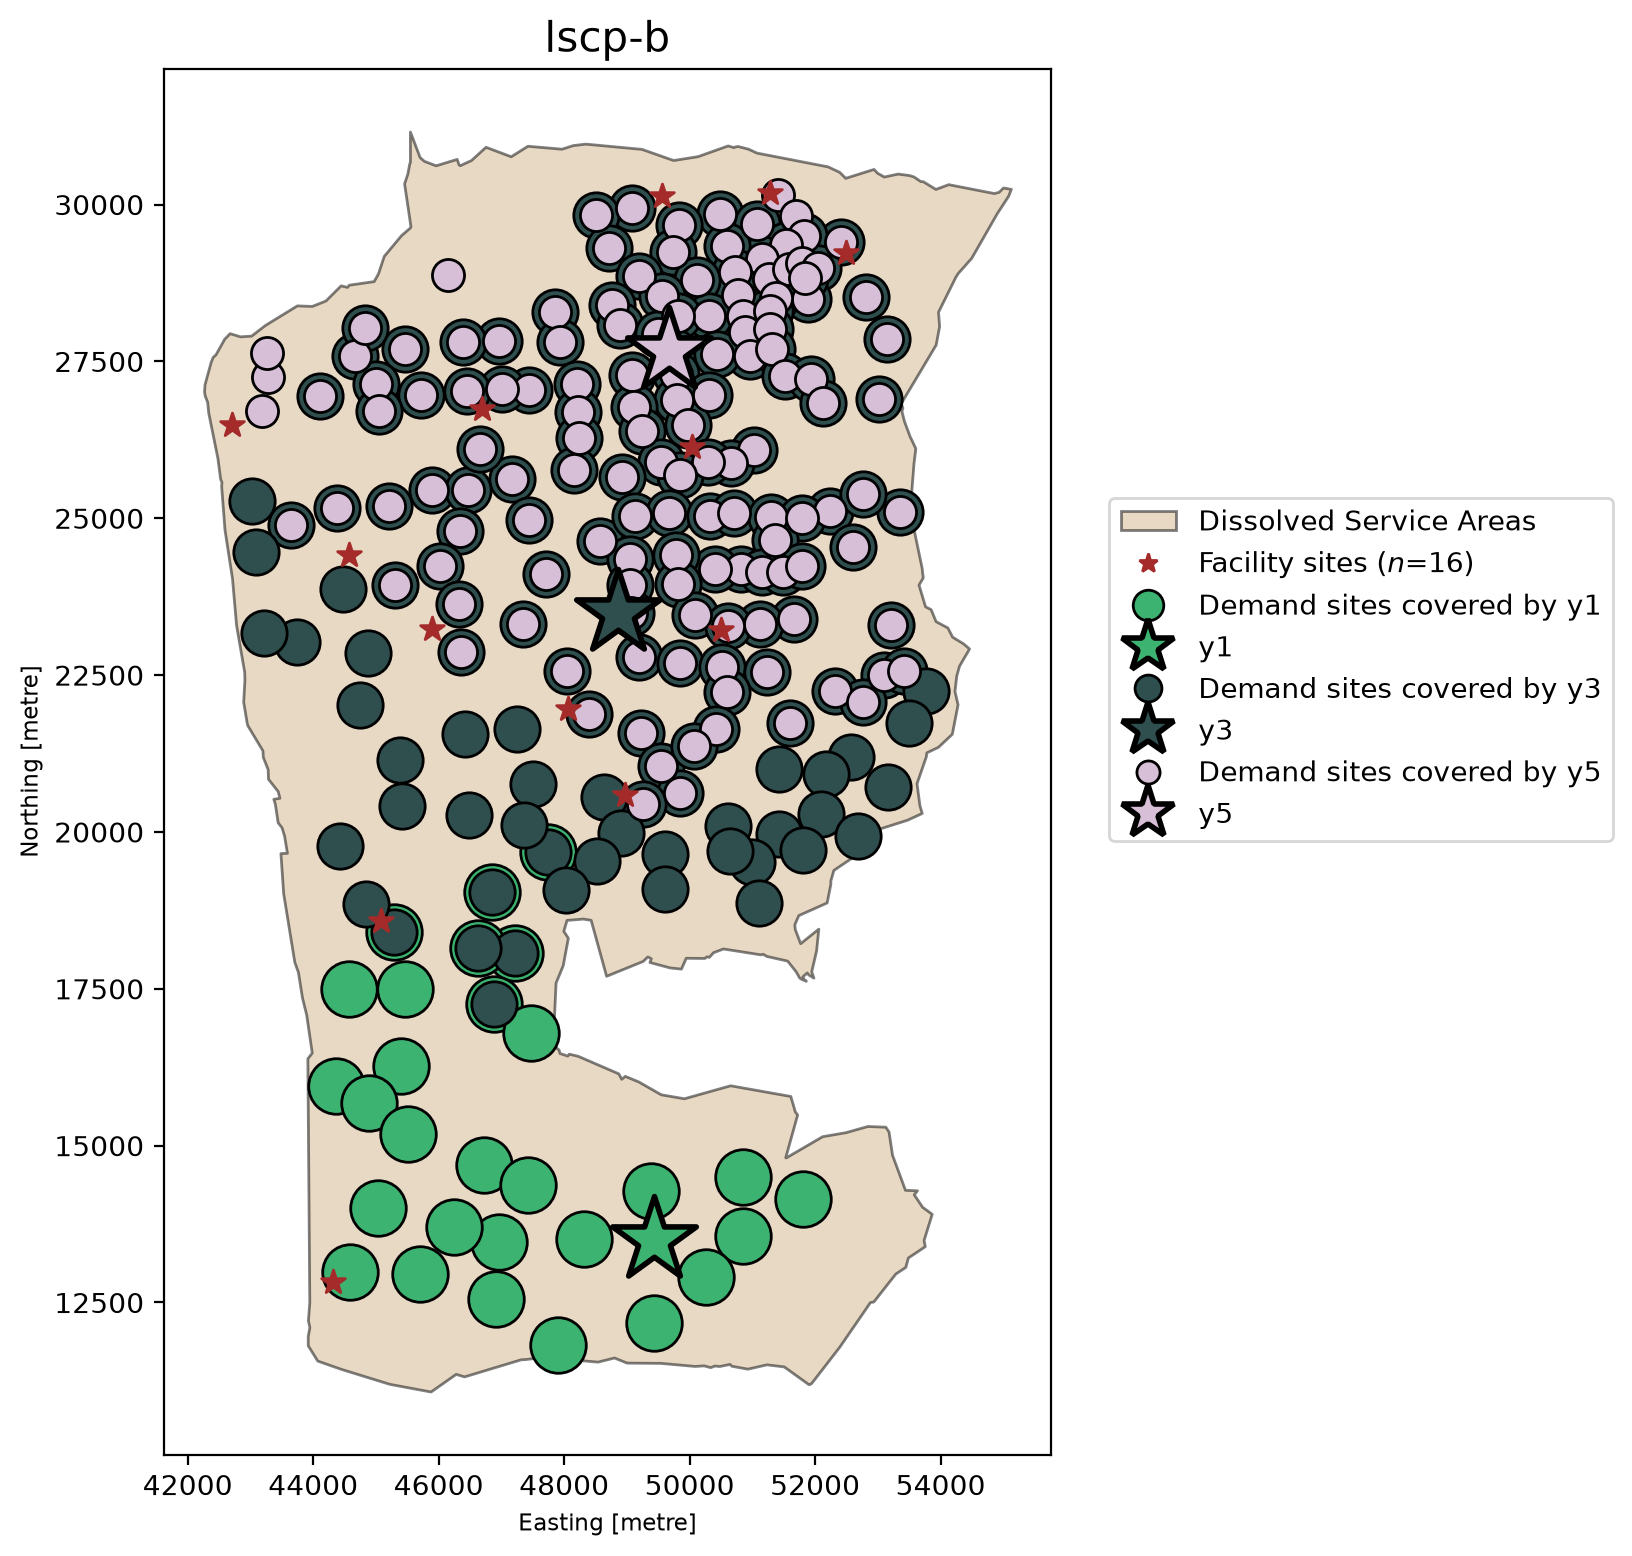 lscp-b
30000
27500
25000
22500
20000
17500
15000
12500
Northing [metre]
42000 44000 46000 48000 50000 52000 54000
Easting [metre]
Dissolved Service Areas
Facility sites (n=16)
Demand sites covered by y1
y1
Demand sites covered by y3
y3
Demand sites covered by y5
y5